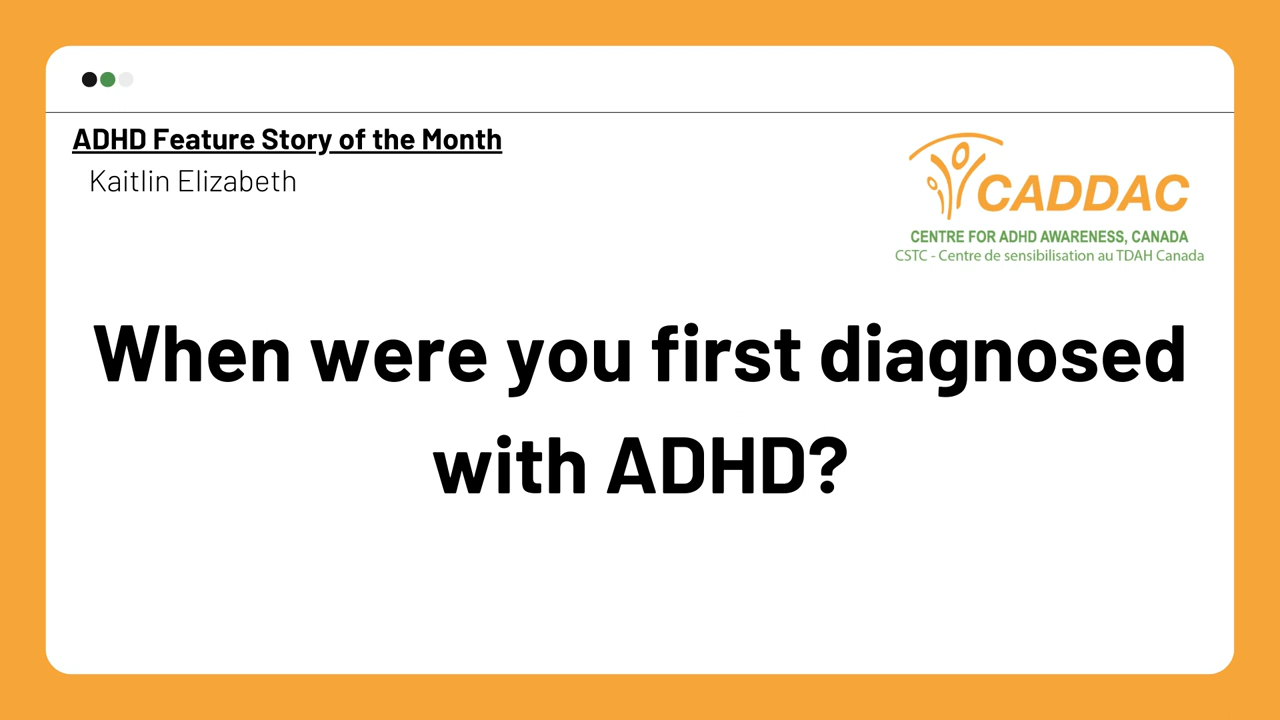 ADHD Feature Story of the Month
Kaitlin Elizabeth
CADDAC
CENTRE FOR ADHD AWARENESS, CANADA
CSTC - Centre de sensibilisation au TDAH Canada
When were you first diagnosed
with ADHD?